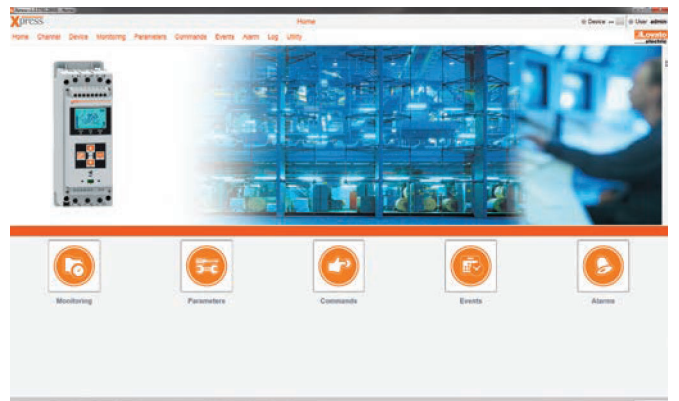 Xpress
Home
Device --
User admin
Home Channel Device Monitoring Parameters Commands Events Alarm Log Utility
Lovato
electric
Monitoring Parameters Commands Events Alarms